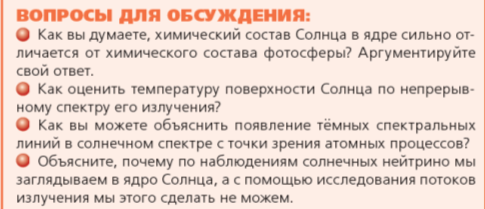 ВОПРОСЫ ДЛЯ ОБСУЖДЕНИЯ:
Как вы думаете, химический состав Солнца в ядре сильно от-
личается от химического состава фотосферы? Аргументируйте
свой ответ.
Как оценить температуру поверхности Солнца по непрерыв-
ному спектру его излучения?
Как вы можете объяснить появление тёмных спектральных
линий в солнечном спектре с точки зрения атомных процессов?
Объясните, почему по наблюдениям солнечных нейтрино мы
заглядываем в ядро Солнца, а с помощью исследования потоков
излучения мы этого сделать не можем.